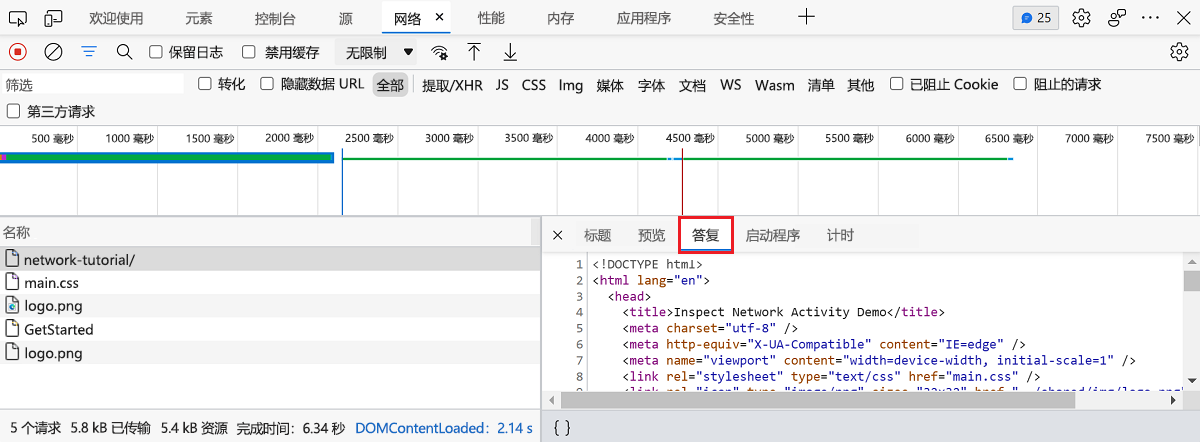 欢迎使用 元素 控制台 源 网络 性能 内存 应用程序 安全性 25
保留日志 禁用缓存 无限制
筛选 转化 隐藏数据 URL 全部 提取/XHR JS CSS Img 媒体 字体 文档 WS Wasm 清单 其他 已阻止 Cookie 阻止的请求
第三方请求
500 毫秒 1000 毫秒 1500 毫秒 2000 毫秒 2500 毫秒 3000 毫秒 3500 毫秒 4000 毫秒 4500 毫秒 5000 毫秒 5500 毫秒 6000 毫秒 6500 毫秒 7000 毫秒 7500 毫秒
名称
network-tutorial/
main.css
logo.png
GetStarted
logo.png
5 个请求 5.8 kB 已传输 5.4 kB 资源 完成时间：6.34 秒 DOMContentLoaded：2.14 s
标题 预览 答复 启动程序 计时
1 <!DOCTYPE html>
2 <html lang="en">
3 <head>
4 <title>Inspect Network Activity Demo</title>
5 <meta charset="utf-8" />
6 <meta http-equiv="X-UA-Compatible" content="IE=edge" />
7 <meta name="viewport" content="width=device-width, initial-scale=1" />
8 <link rel="stylesheet" type="text/css" href="main.css" />
{ }